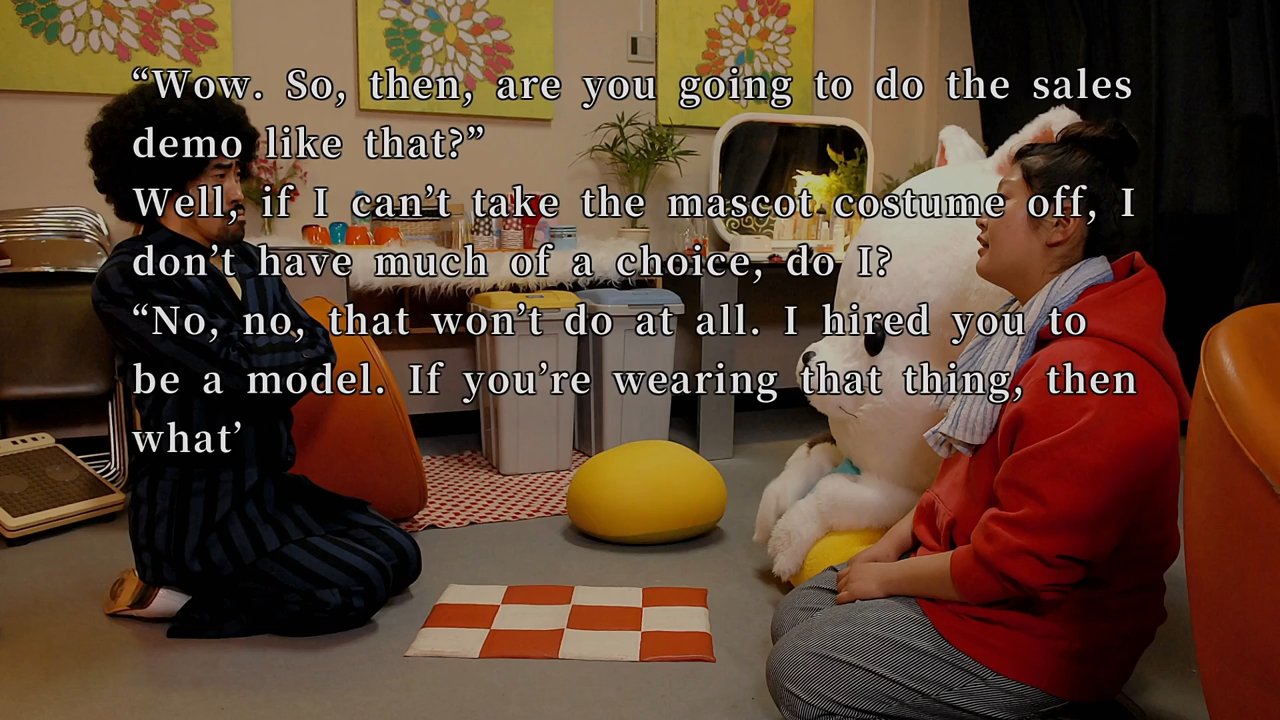 “Wow. So, then, are you going to do the sales
demo like that?”
Well, if I can’t take the mascot costume off, I
don’t have much of a choice, do I?
“No, no, that won’t do at all. I hired you to
be a model. If you’re wearing that thing, then
what’